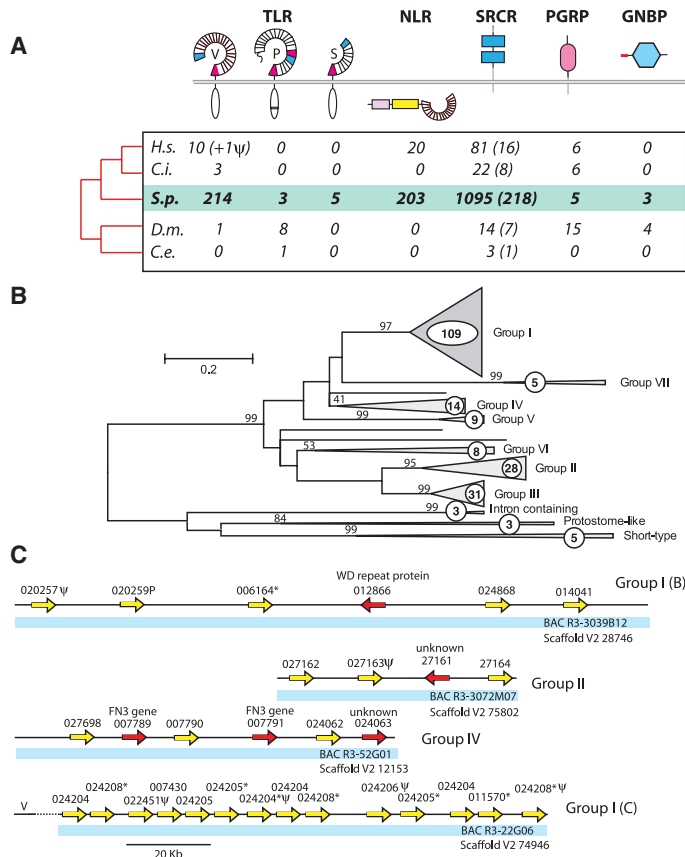 A
TLR NLR SRCR PGRP GNBP
V P S
H.s. 10 (+1ψ) 0 0 20 81 (16) 6 0
C.i. 3 0 0 0 22 (8) 6 0
S.p. 214 3 5 203 1095 (218) 5 3
D.m. 1 8 0 0 14 (7) 15 4
C.e. 0 1 0 0 3 (1) 0 0
B
0.2
97 109 Group I
99 5 Group VII
41 14 Group IV
99 9 Group V
99
53 8 Group VI
95 28 Group II
99 31 Group III
99 3 Intron containing
84 3 Protostome-like
99 5 Short-type
C
WD repeat protein
020257ψ 020259P 006164* 012866 024868 014041
Group I (B)
BAC R3-3039B12
Scaffold V2 28746
unknown
027162 027163ψ 27161 27164
Group II
BAC R3-3072M07
Scaffold V2 75802
FN3 gene FN3 gene unknown
027698 007789 007790 007791 024062 024063
Group IV
BAC R3-52G01
Scaffold V2 12153
024208* 007430 024205* 024204 024206ψ 024204 024208*ψ
024204 022451ψ 024205 024204*ψ 024208* 024205* 011570*
V
Group I (C)
BAC R3-22G06
Scaffold V2 74946
20 Kb